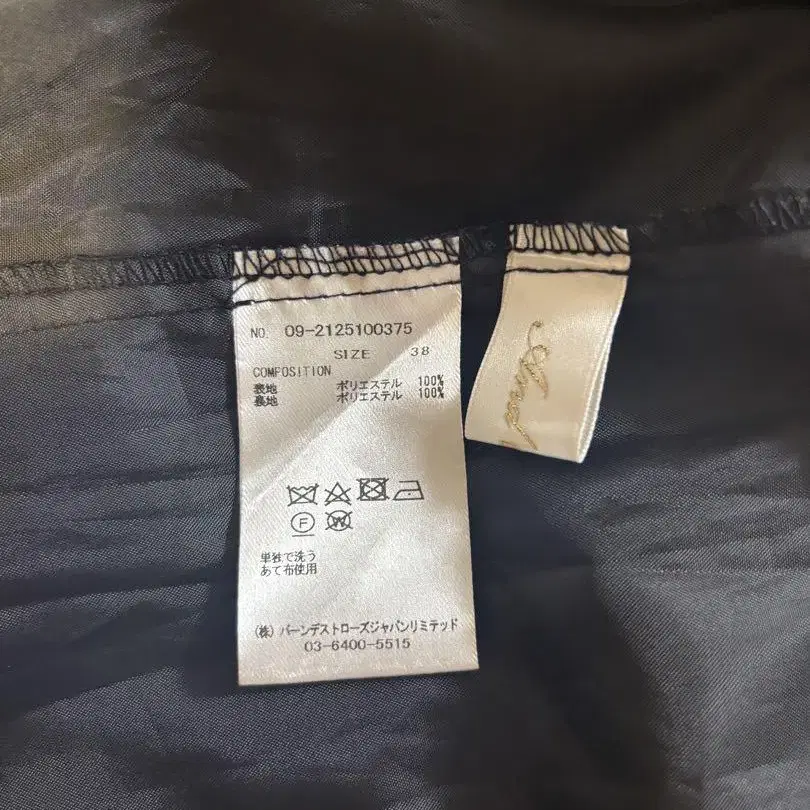 NO. 09-2125100375
SIZE 38
COMPOSITION
表地 ポリエステル 100%
裏地 ポリエステル 100%
F
W
単独で洗う
あて布使用
(株) バーンデストローズジャパンリミテッド
03-6400-5515